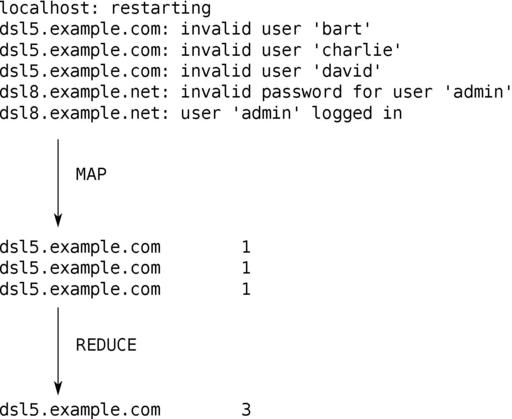 localhost: restarting
dsl5.example.com: invalid user 'bart'
dsl5.example.com: invalid user 'charlie'
dsl5.example.com: invalid user 'david'
dsl8.example.net: invalid password for user 'admin'
dsl8.example.net: user 'admin' logged in
MAP
dsl5.example.com 1
dsl5.example.com 1
dsl5.example.com 1
REDUCE
dsl5.example.com 3